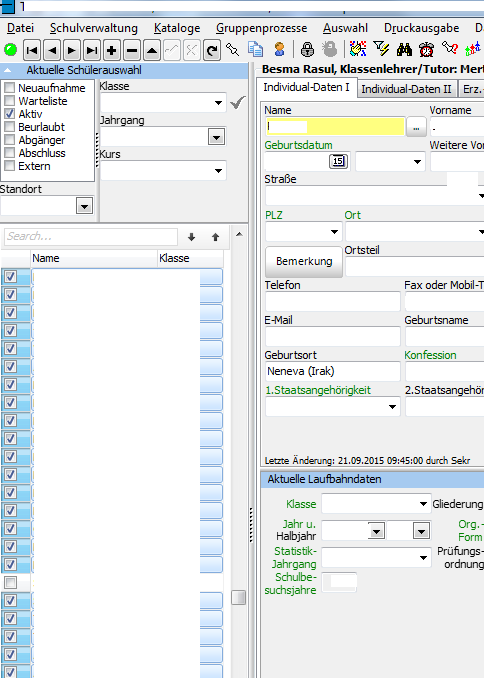 Datei Schulverwaltung Kataloge Gruppenprozesse Auswahl Druckausgabe
Aktuelle Schülerauswahl
Neuaufnahme
Warteliste
Aktiv
Beurlaubt
Abgänger
Abschluss
Extern
Standort
Klasse
Jahrgang
Kurs
Search...
Name Klasse
Besma Rasul, Klassenlehrer/Tutor: Mer
Individual-Daten I Individual-Daten II Erz.-
Name Vorname
...
Geburtsdatum Weitere Vor
15
Straße
PLZ Ort
Bemerkung Ortsteil
Telefon Fax oder Mobil-T
E-Mail Geburtsname
Geburtsort Konfession
Neneva (Irak)
1.Staatsangehörigkeit 2.Staatsangehör
Letzte Änderung: 21.09.2015 09:45:00 durch Sekr
Aktuelle Laufbahndaten
Klasse Gliederung
Jahr u. Org.-
Halbjahr Form
Statistik- Prüfungs-
Jahrgang ordnung
Schulbe-
suchsjahre